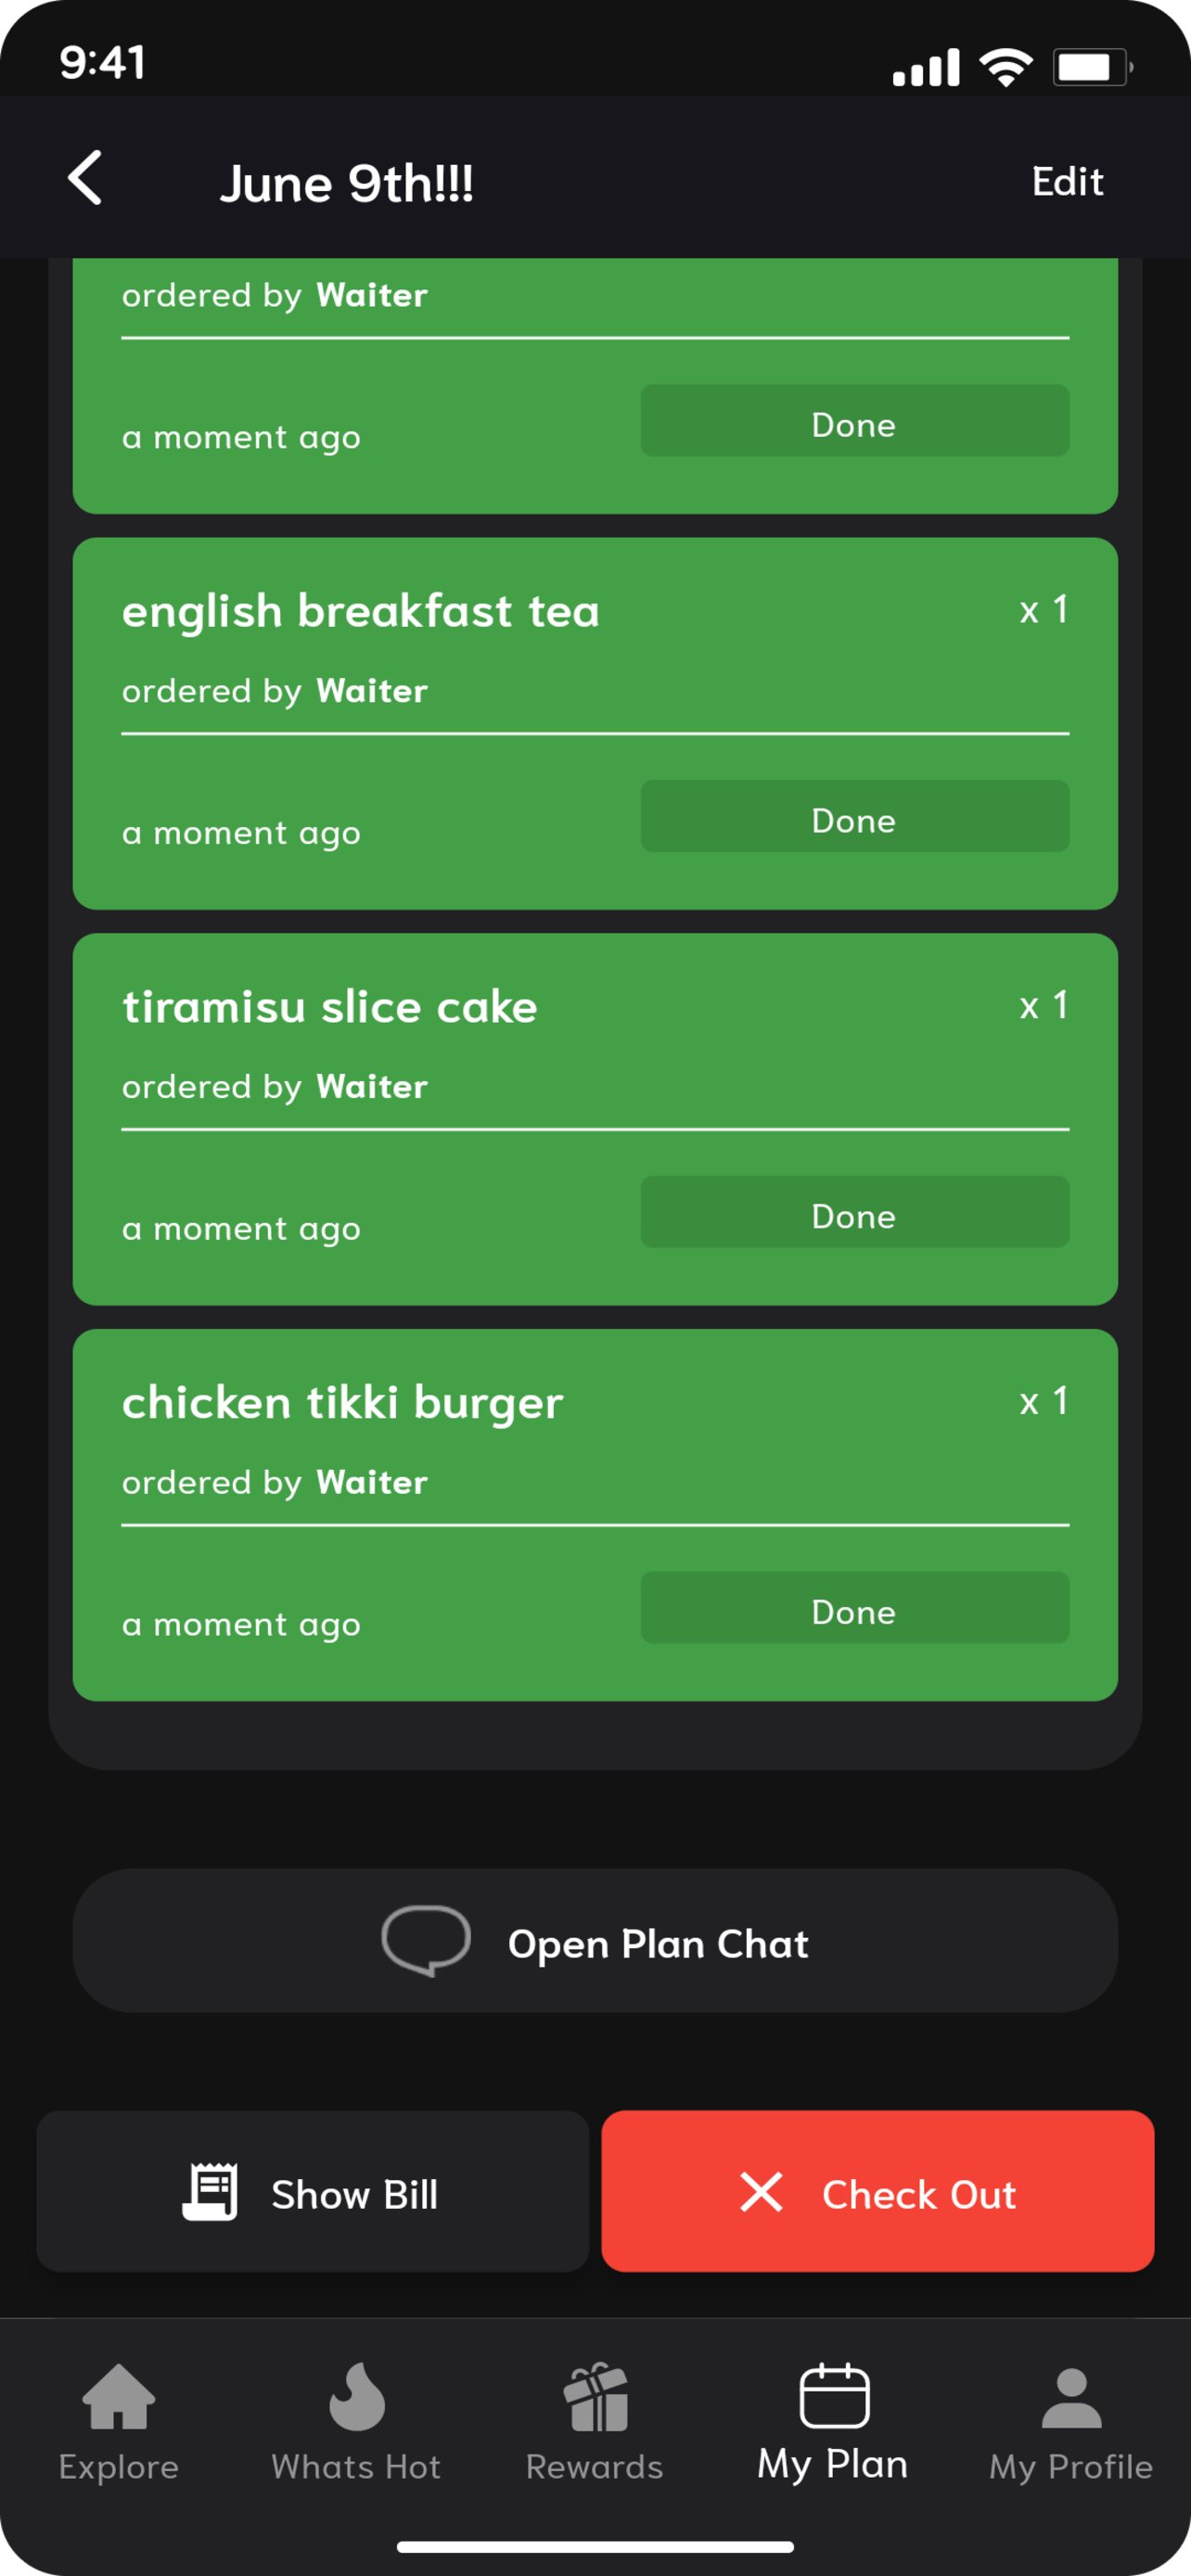 9:41
June 9th!!!
Edit
ordered by Waiter
a moment ago
Done
english breakfast tea
x 1
ordered by Waiter
a moment ago
Done
tiramisu slice cake
x 1
ordered by Waiter
a moment ago
Done
chicken tikki burger
x 1
ordered by Waiter
a moment ago
Done
Open Plan Chat
Show Bill
Check Out
Explore
Whats Hot
Rewards
My Plan
My Profile